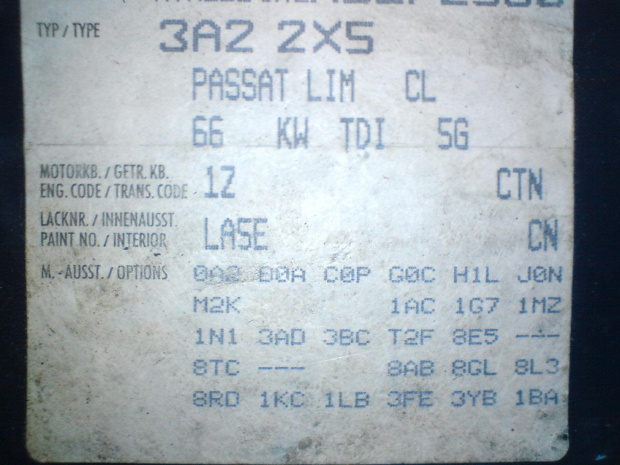 TYP / TYPE 3A2 2X5
PASSAT LIM CL
66 KW TDI 5G
MOTORKB. / GETR. KB.
ENG. CODE / TRANS. CODE 1Z CTN
LACKNR. / INNENAUSST.
PAINT NO. / INTERIOR LA5E CN
M.-AUSST. / OPTIONS 0A2 D0A C0P G0C H1L J0N
M2K 1AC 1G7 1MZ
1N1 3AD 3BC T2F 8E5 ---
8TC --- 8AB 8GL 8L3
8RD 1KC 1LB 3FE 3YB 1BA